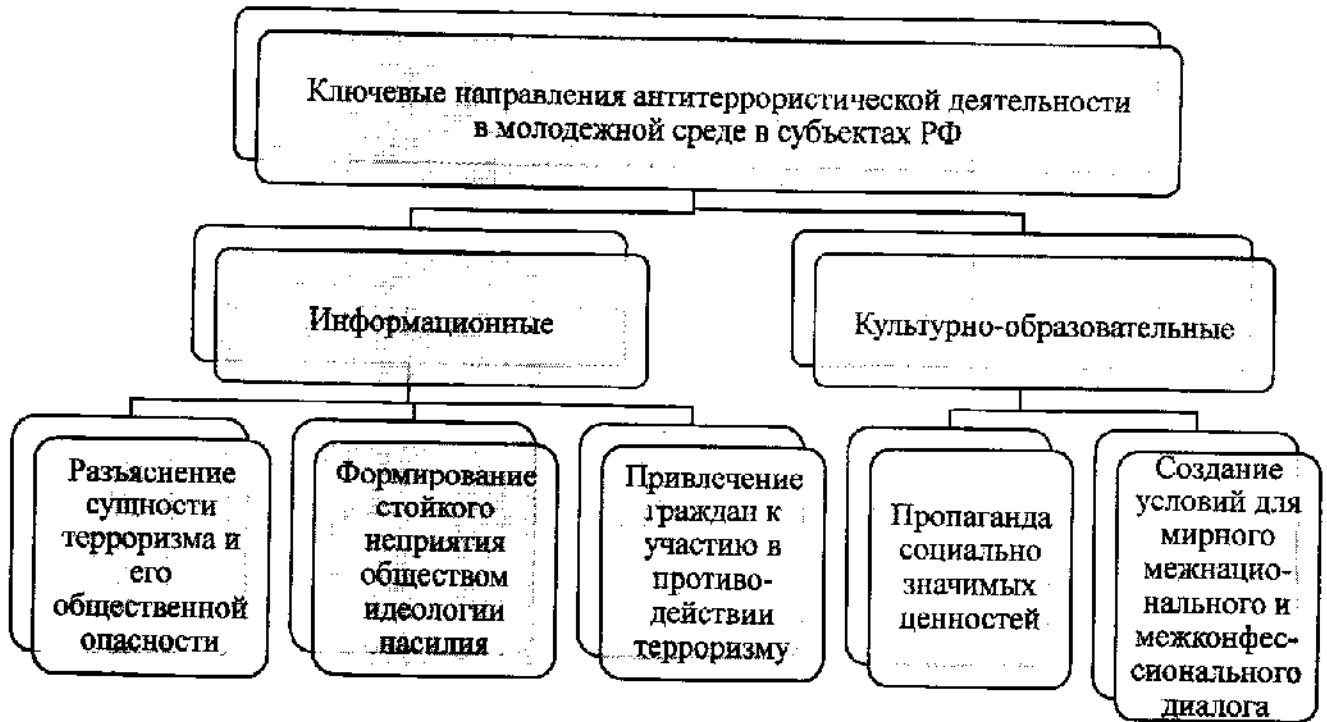 Ключевые направления антитеррористической деятельности
в молодежной среде в субъектах РФ
Информационные
Культурно-образовательные
Разъяснение
сущности
терроризма и
его
общественной
опасности
Формирование
стойкого
неприятия
обществом
идеологии
насилия
Привлечение
граждан к
участию в
противо-
действии
терроризму
Пропаганда
социально
значимых
ценностей
Создание
условий для
мирного
межнацио-
нального и
межконфес-
сионального
диалога